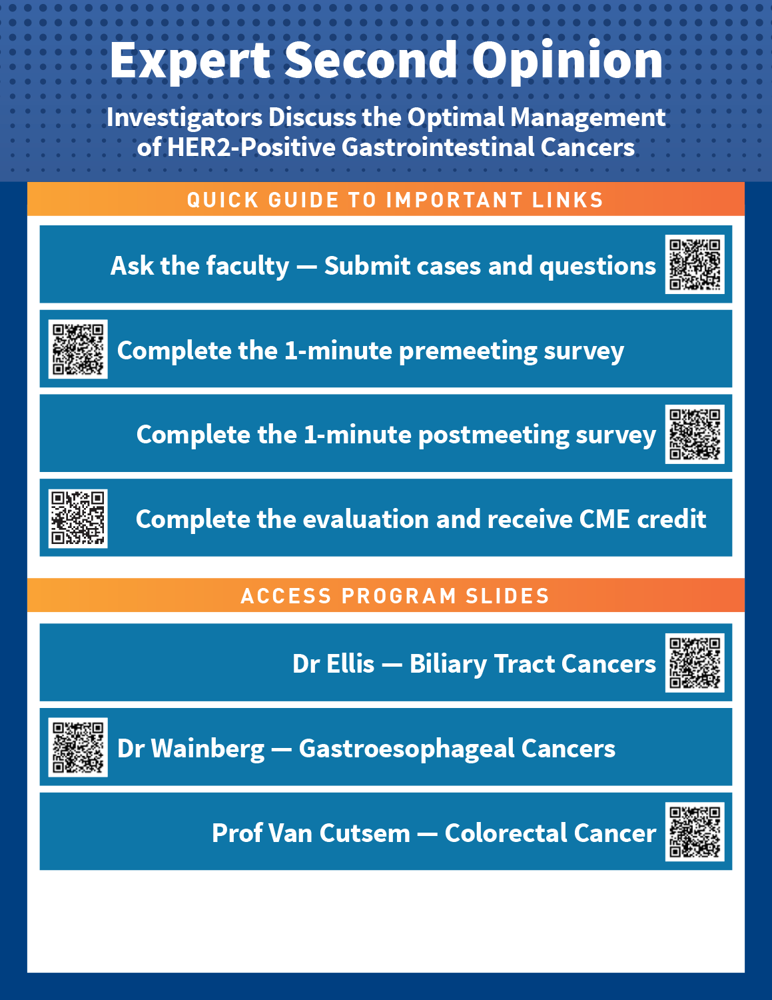 Expert Second Opinion
Investigators Discuss the Optimal Management
of HER2-Positive Gastrointestinal Cancers
QUICK GUIDE TO IMPORTANT LINKS
Ask the faculty — Submit cases and questions
Complete the 1-minute premeeting survey
Complete the 1-minute postmeeting survey
Complete the evaluation and receive CME credit
ACCESS PROGRAM SLIDES
Dr Ellis — Biliary Tract Cancers
Dr Wainberg — Gastroesophageal Cancers
Prof Van Cutsem — Colorectal Cancer